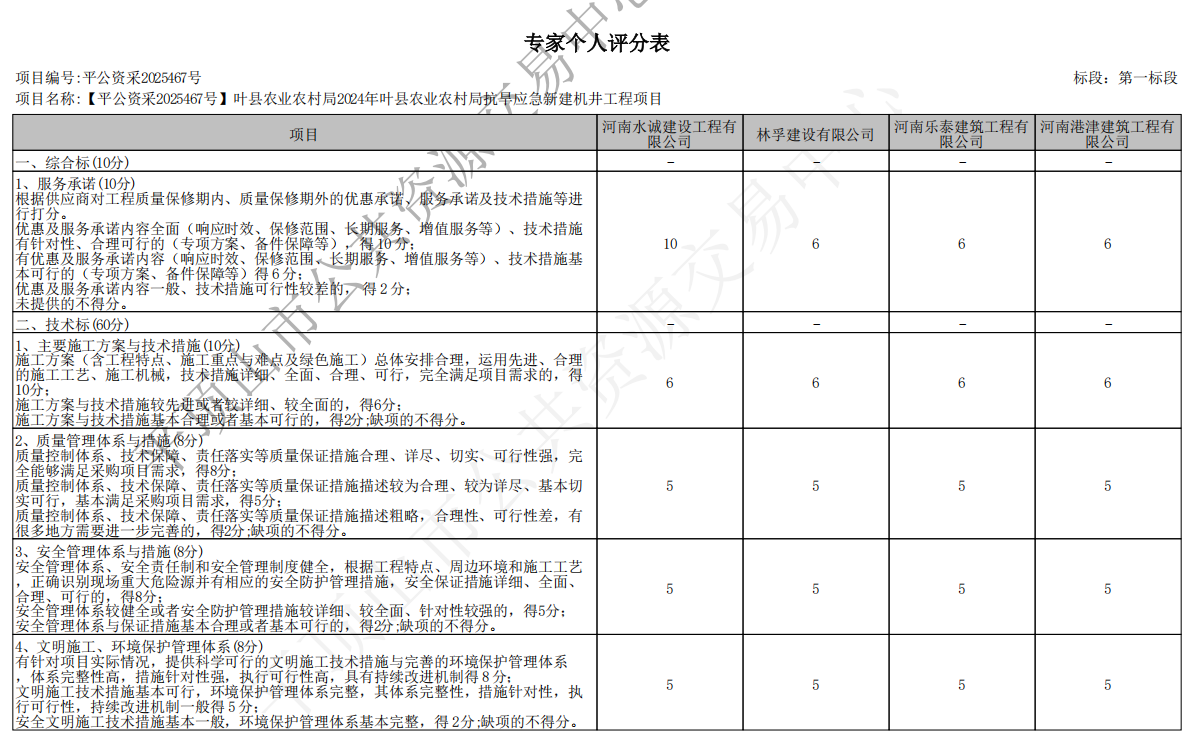 专家个人评分表
项目编号:平公资采2025467号
标段: 第一标段
项目名称:【平公资采2025467号】叶县农业农村局2024年叶县农业农村局抗旱应急新建机井工程项目
项目
河南水诚建设工程有
限公司
林孚建设有限公司
河南乐泰建筑工程有
限公司
河南港津建筑工程有
限公司
一、综合标(10分)
–
–
–
–
1、服务承诺(10分)
根据供应商对工程质量保修期内、质量保修期外的优惠承诺、服务承诺及技术措施等进
行打分。
优惠及服务承诺内容全面（响应时效、保修范围、长期服务、增值服务等）、技术措施
有针对性、合理可行的（专项方案、备件保障等），得 10 分；
有优惠及服务承诺内容（响应时效、保修范围、长期服务、增值服务等）、技术措施基
本可行的（专项方案、备件保障等）得 6 分；
优惠及服务承诺内容一般、技术措施可行性较差的， 得 2 分；
未提供的不得分。
10
6
6
6
二、技术标(60分)
–
–
–
–
1、主要施工方案与技术措施(10分)
施工方案（含工程特点、施工重点与难点及绿色施工）总体安排合理，运用先进、合理
的施工工艺、施工机械，技术措施详细、全面、合理、可行，完全满足项目需求的，得
10分；
施工方案与技术措施较先进或者较详细、较全面的，得6分；
施工方案与技术措施基本合理或者基本可行的，得2分;缺项的不得分。
6
6
6
6
2、质量管理体系与措施(8分)
质量控制体系、技术保障、责任落实等质量保证措施合理、详尽、切实、可行性强，完
全能够满足采购项目需求，得8分；
质量控制体系、技术保障、责任落实等质量保证措施描述较为合理、较为详尽、基本切
实可行，基本满足采购项目需求，得5分；
质量控制体系、技术保障、责任落实等质量保证措施描述粗略，合理性、可行性差，有
很多地方需要进一步完善的，得2分;缺项的不得分。
5
5
5
5
3、安全管理体系与措施(8分)
安全管理体系、安全责任制和安全管理制度健全，根据工程特点、周边环境和施工工艺
，正确识别现场重大危险源并有相应的安全防护管理措施，安全保证措施详细、全面、
合理、可行的，得8分；
安全管理体系较健全或者安全防护管理措施较详细、较全面、针对性较强的，得5分；
安全管理体系与保证措施基本合理或者基本可行的，得2分;缺项的不得分。
5
5
5
5
4、文明施工、环境保护管理体系(8分)
有针对项目实际情况，提供科学可行的文明施工技术措施与完善的环境保护管理体系
，体系完整性高，措施针对性强，执行可行性高，具有持续改进机制得 8 分；
文明施工技术措施基本可行，环境保护管理体系完整，其体系完整性，措施针对性，执
行可行性，持续改进机制一般得 5 分；
安全文明施工技术措施基本一般，环境保护管理体系基本完整，得 2 分;缺项的不得分。
5
5
5
5
平顶山市公共资源交易中心
平顶山市公共资源交易中心